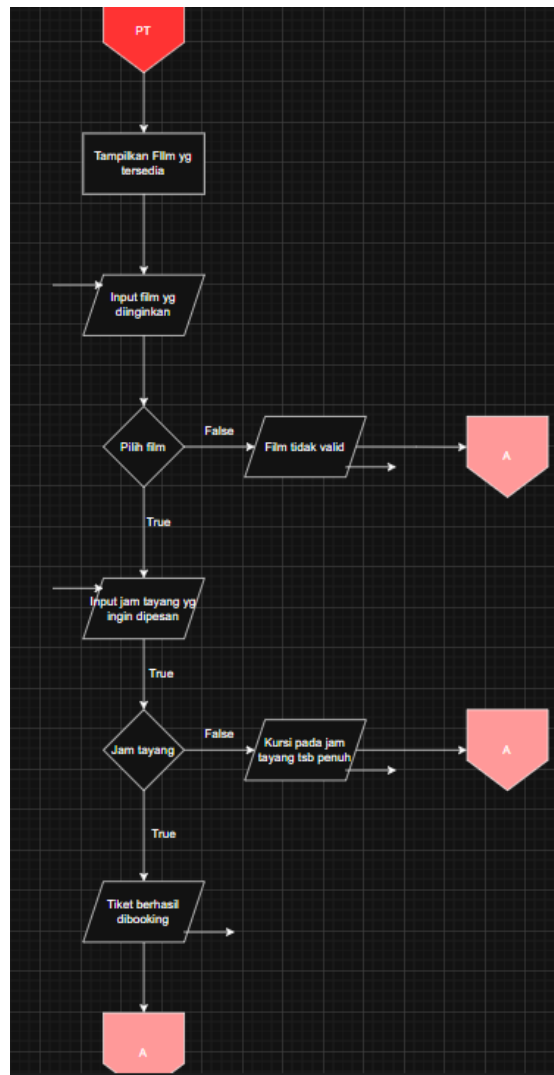 PT
Tampilkan FIlm yg
tersedia
Input film yg
diinginkan
Pilih film
False
Film tidak valid
A
True
Input jam tayang yg
ingin dipesan
True
Jam tayang
False
Kursi pada jam
tayang tsb penuh
A
True
Tiket berhasil
dibooking
A